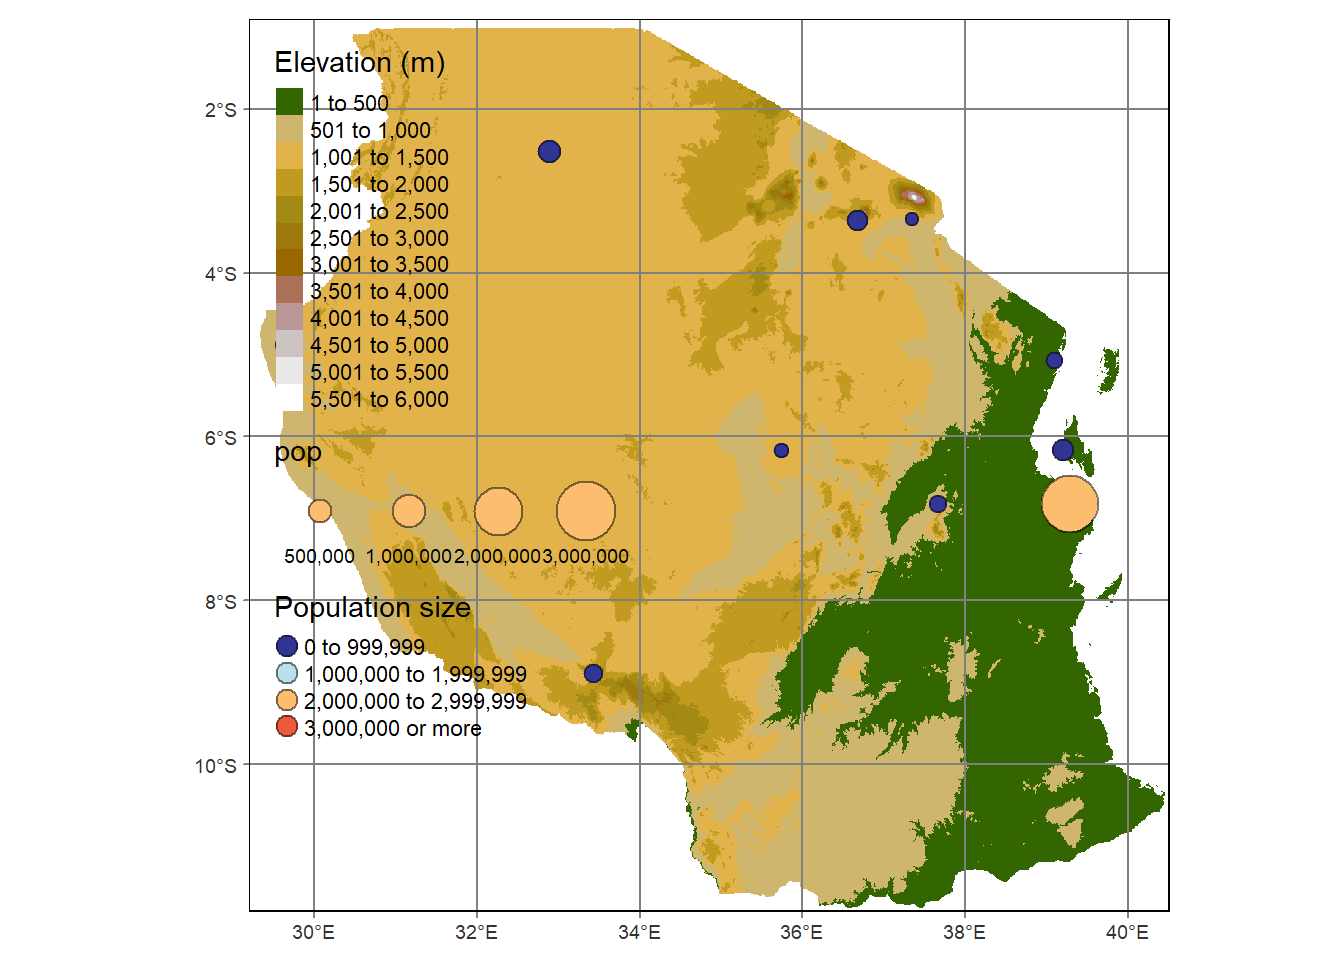 Elevation (m)
1 to 500
501 to 1,000
1,001 to 1,500
1,501 to 2,000
2,001 to 2,500
2,501 to 3,000
3,001 to 3,500
3,501 to 4,000
4,001 to 4,500
4,501 to 5,000
5,001 to 5,500
5,501 to 6,000
pop
500,000 1,000,000 2,000,000 3,000,000
Population size
0 to 999,999
1,000,000 to 1,999,999
2,000,000 to 2,999,999
3,000,000 or more
2°S
4°S
6°S
8°S
10°S
30°E 32°E 34°E 36°E 38°E 40°E